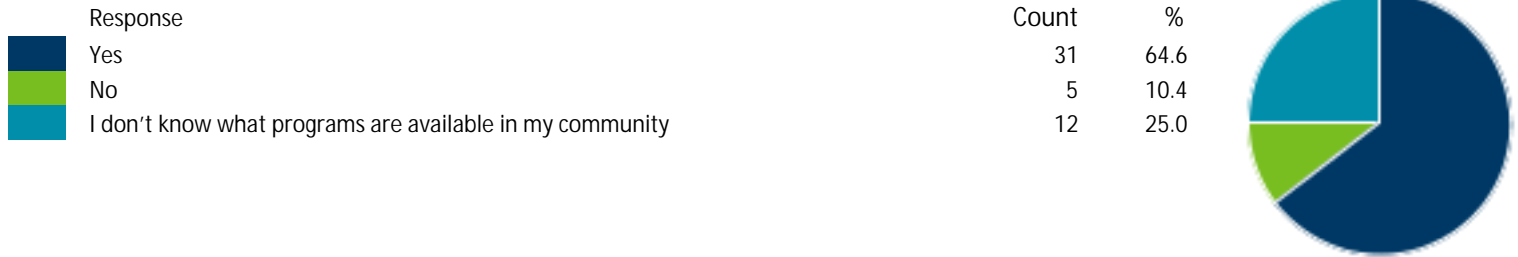 Response Count %
Yes 31 64.6
No 5 10.4
I don't know what programs are available in my community 12 25.0